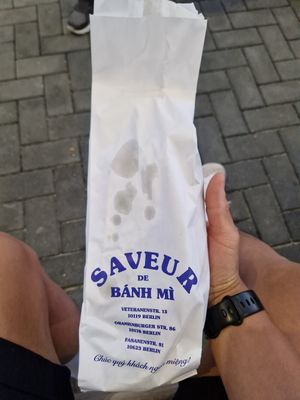 SAVEUR
DE
BÁNH MÌ
VETERANENSTR. 13
10119 BERLIN
ORANIENBURGER STR. 86
10178 BERLIN
FASANENSTR. 81
10623 BERLIN
Chúc quý khách ngon miệng!